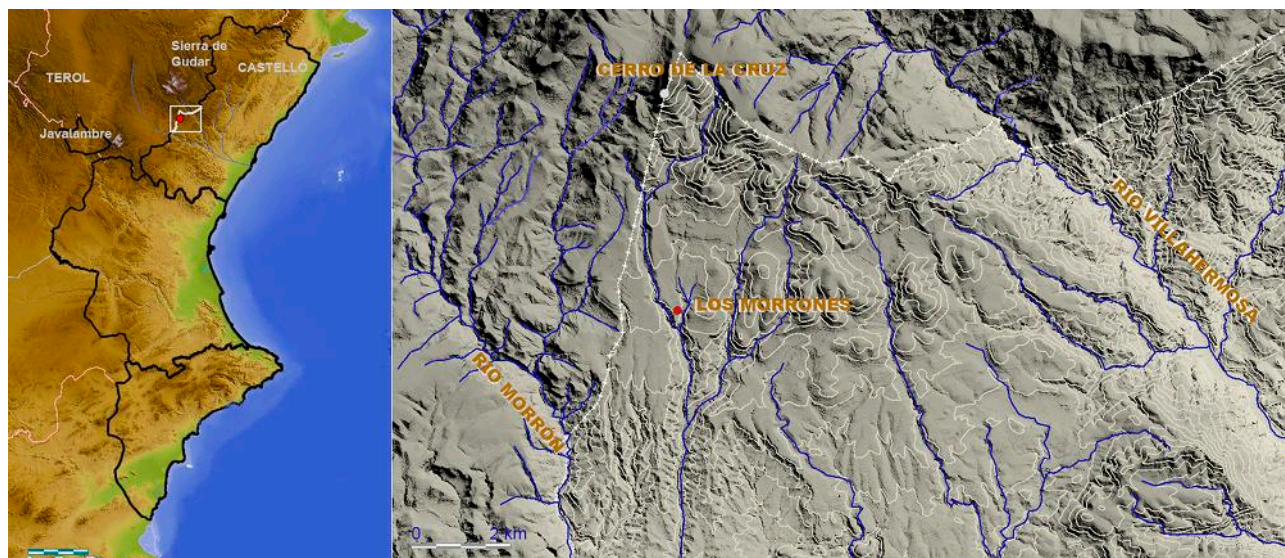 Sierra de
Gudar
TEROL
CASTELLÓ
Javalambre
CERRO DE LA CRUZ
RIO VILLAHERMOSA
LOS MORRONES
RIO MORRÓN
0 2 km